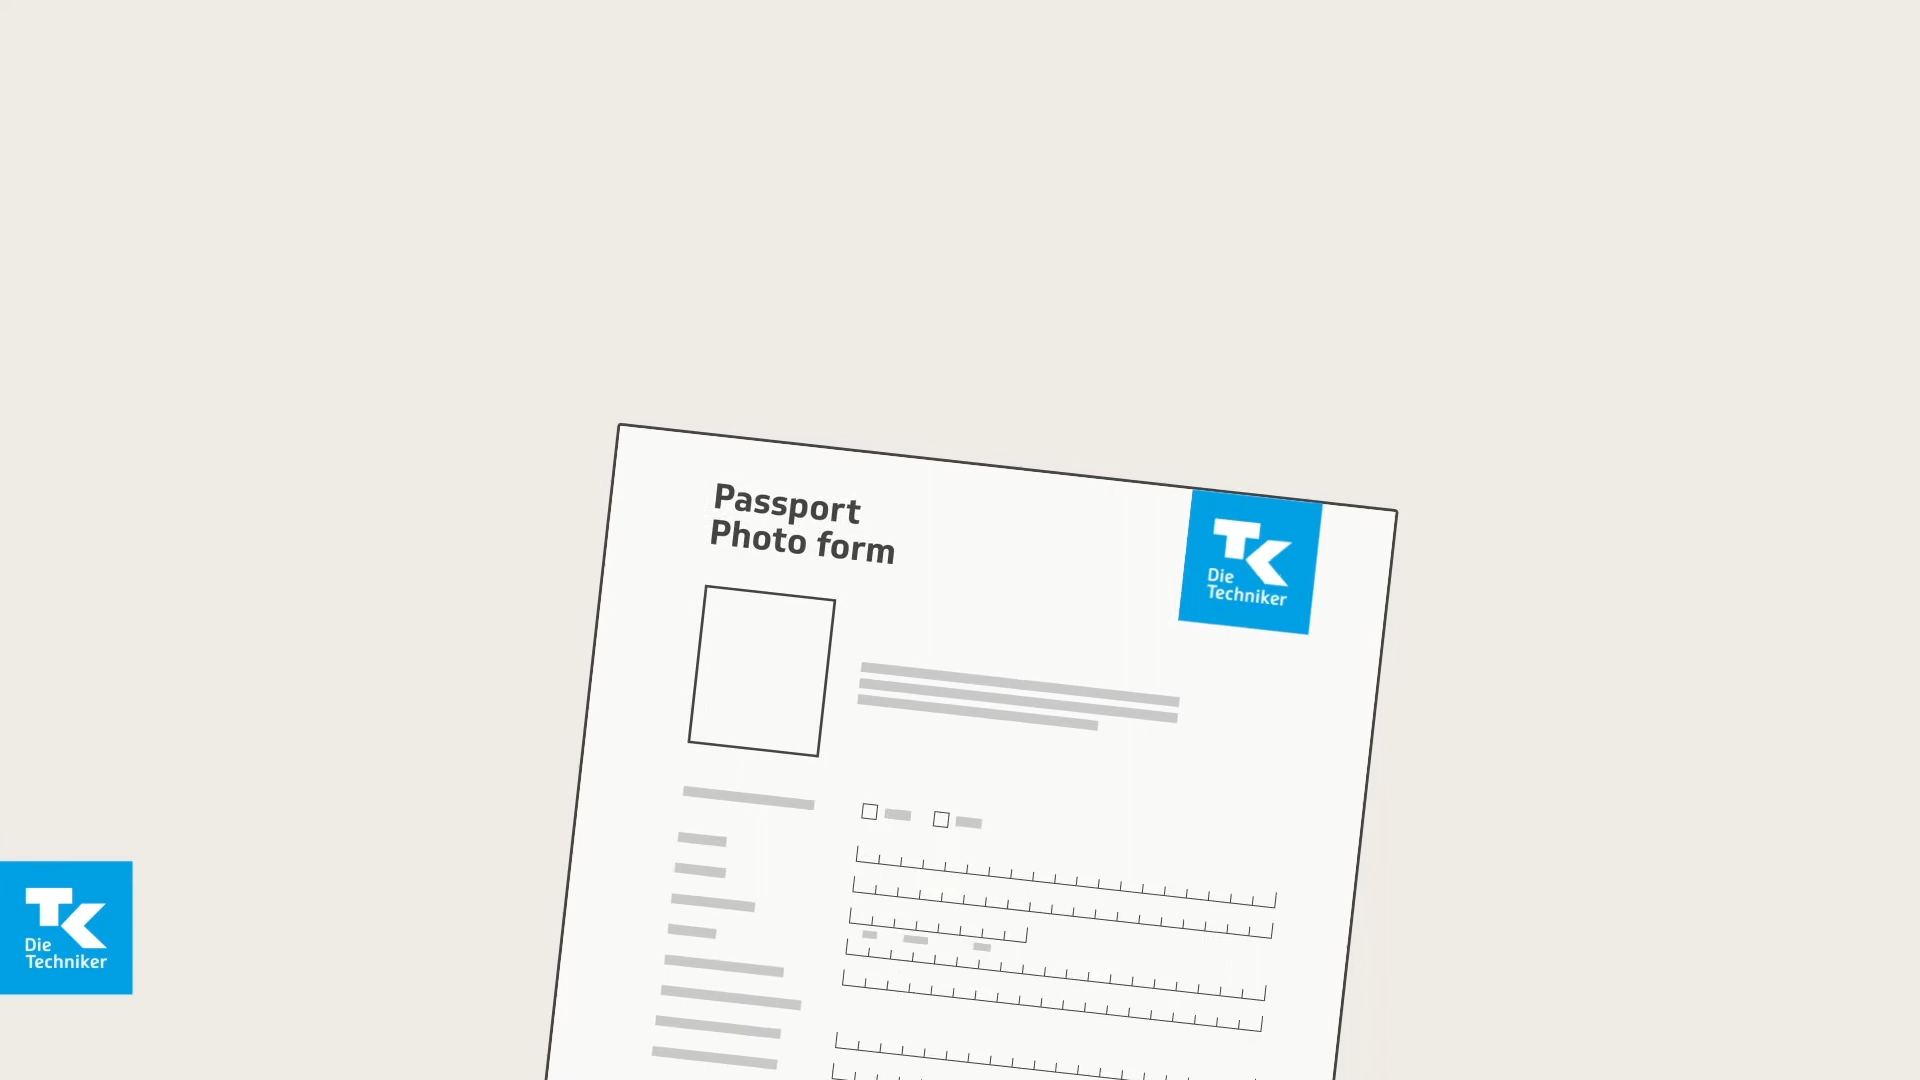 Passport
Photo form
TK
Die
Techniker
TK
Die
Techniker